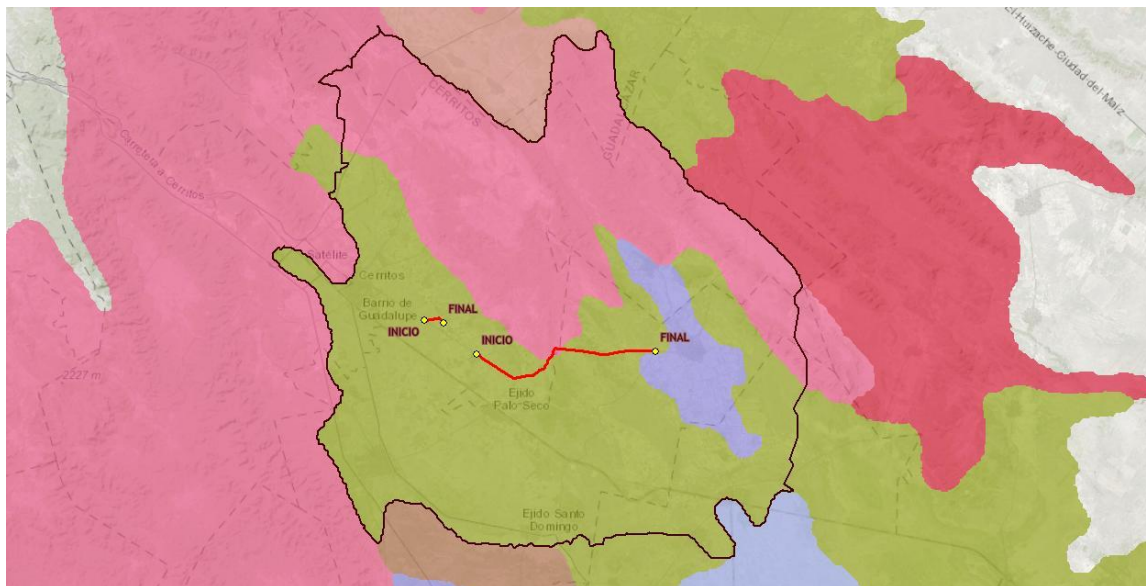 El-Huizache-Ciudad-del-Maíz
CERRITOS
GUADALCAZAR
Carretera a Cerritos
Satélite
Cerritos
Barrio de
Guadalupe
INICIO
FINAL
INICIO
FINAL
2227 m
Ejido
Palo Seco
Ejido Santo
Domingo